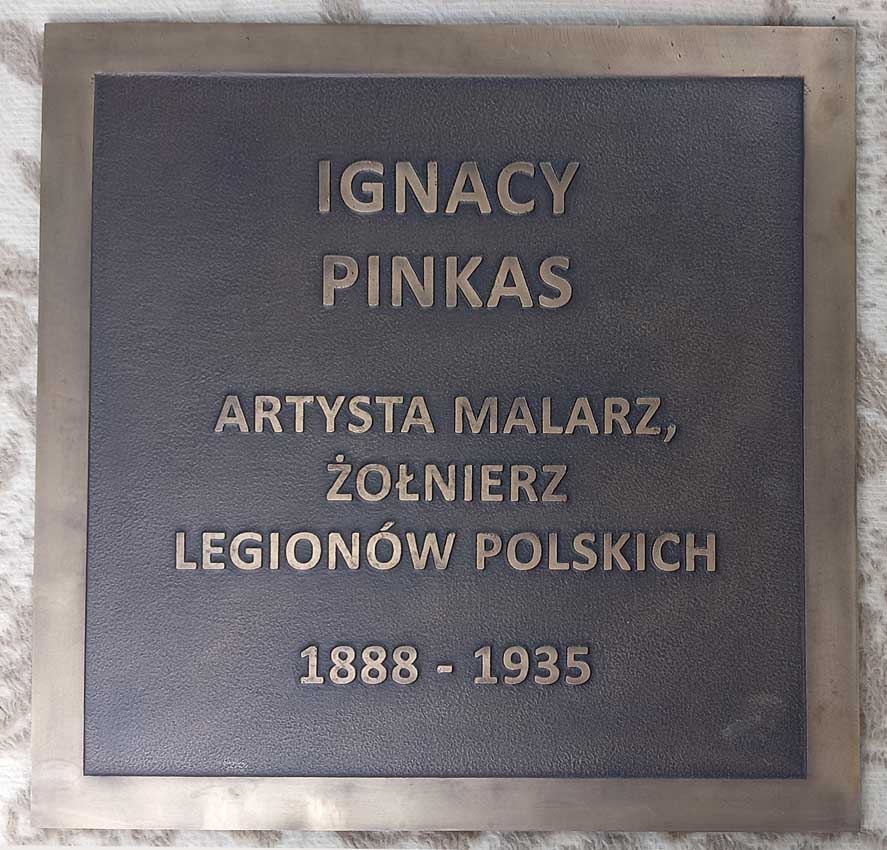 IGNACY
PINKAS
ARTYSTA MALARZ,
ŻOŁNIERZ
LEGIONÓW POLSKICH
1888 - 1935